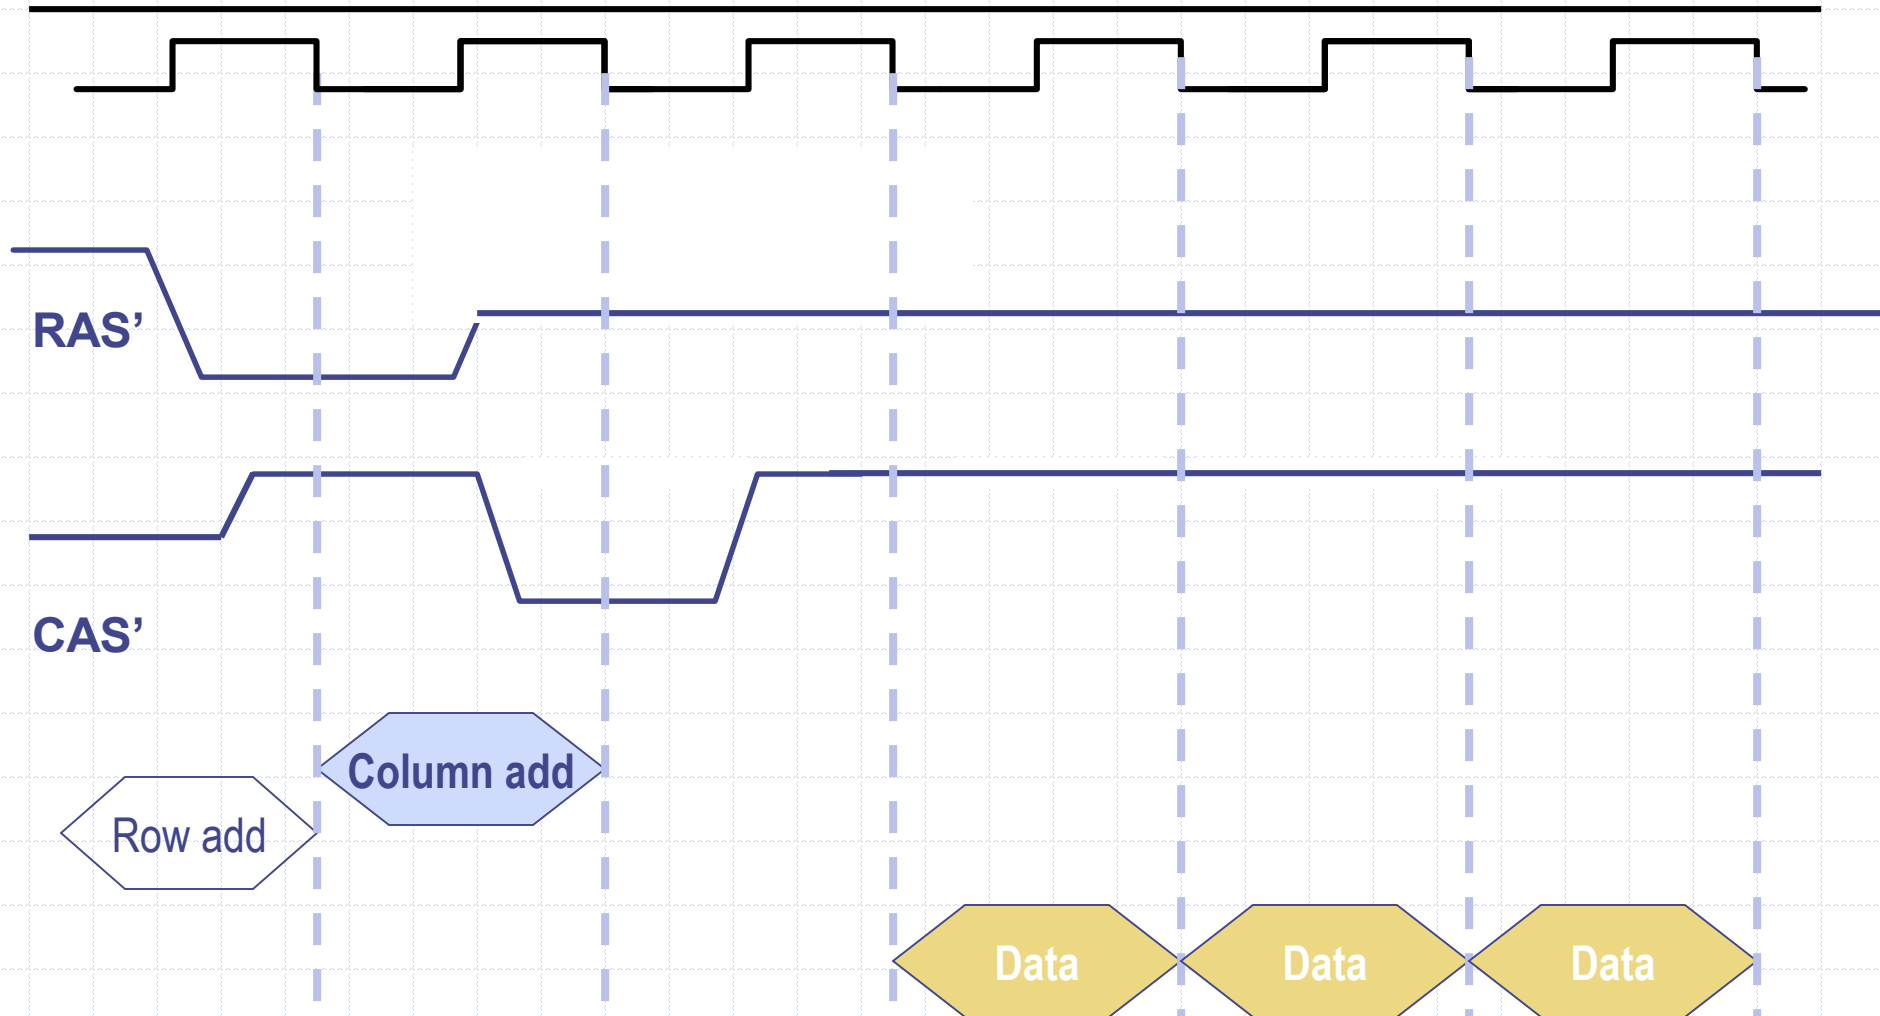 RAS’
CAS’
Column add
Row add
Data
Data
Data